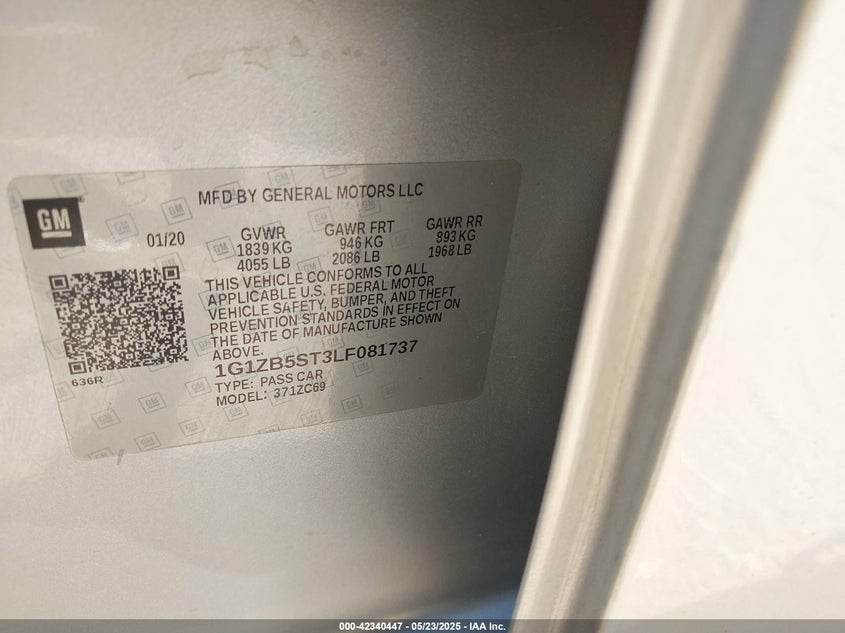 MFD BY GENERAL MOTORS LLC
GM
01/20
GVWR GAWR FRT GAWR RR
1839 KG 946 KG 893 KG
4055 LB 2086 LB 1968 LB
THIS VEHICLE CONFORMS TO ALL
APPLICABLE U.S. FEDERAL MOTOR
VEHICLE SAFETY, BUMPER, AND THEFT
PREVENTION STANDARDS IN EFFECT ON
THE DATE OF MANUFACTURE SHOWN
ABOVE.
1G1ZB5ST3LF081737
636R
TYPE: PASS CAR
MODEL: 371ZC69
000-42340447 - 05/23/2025 - IAA Inc.